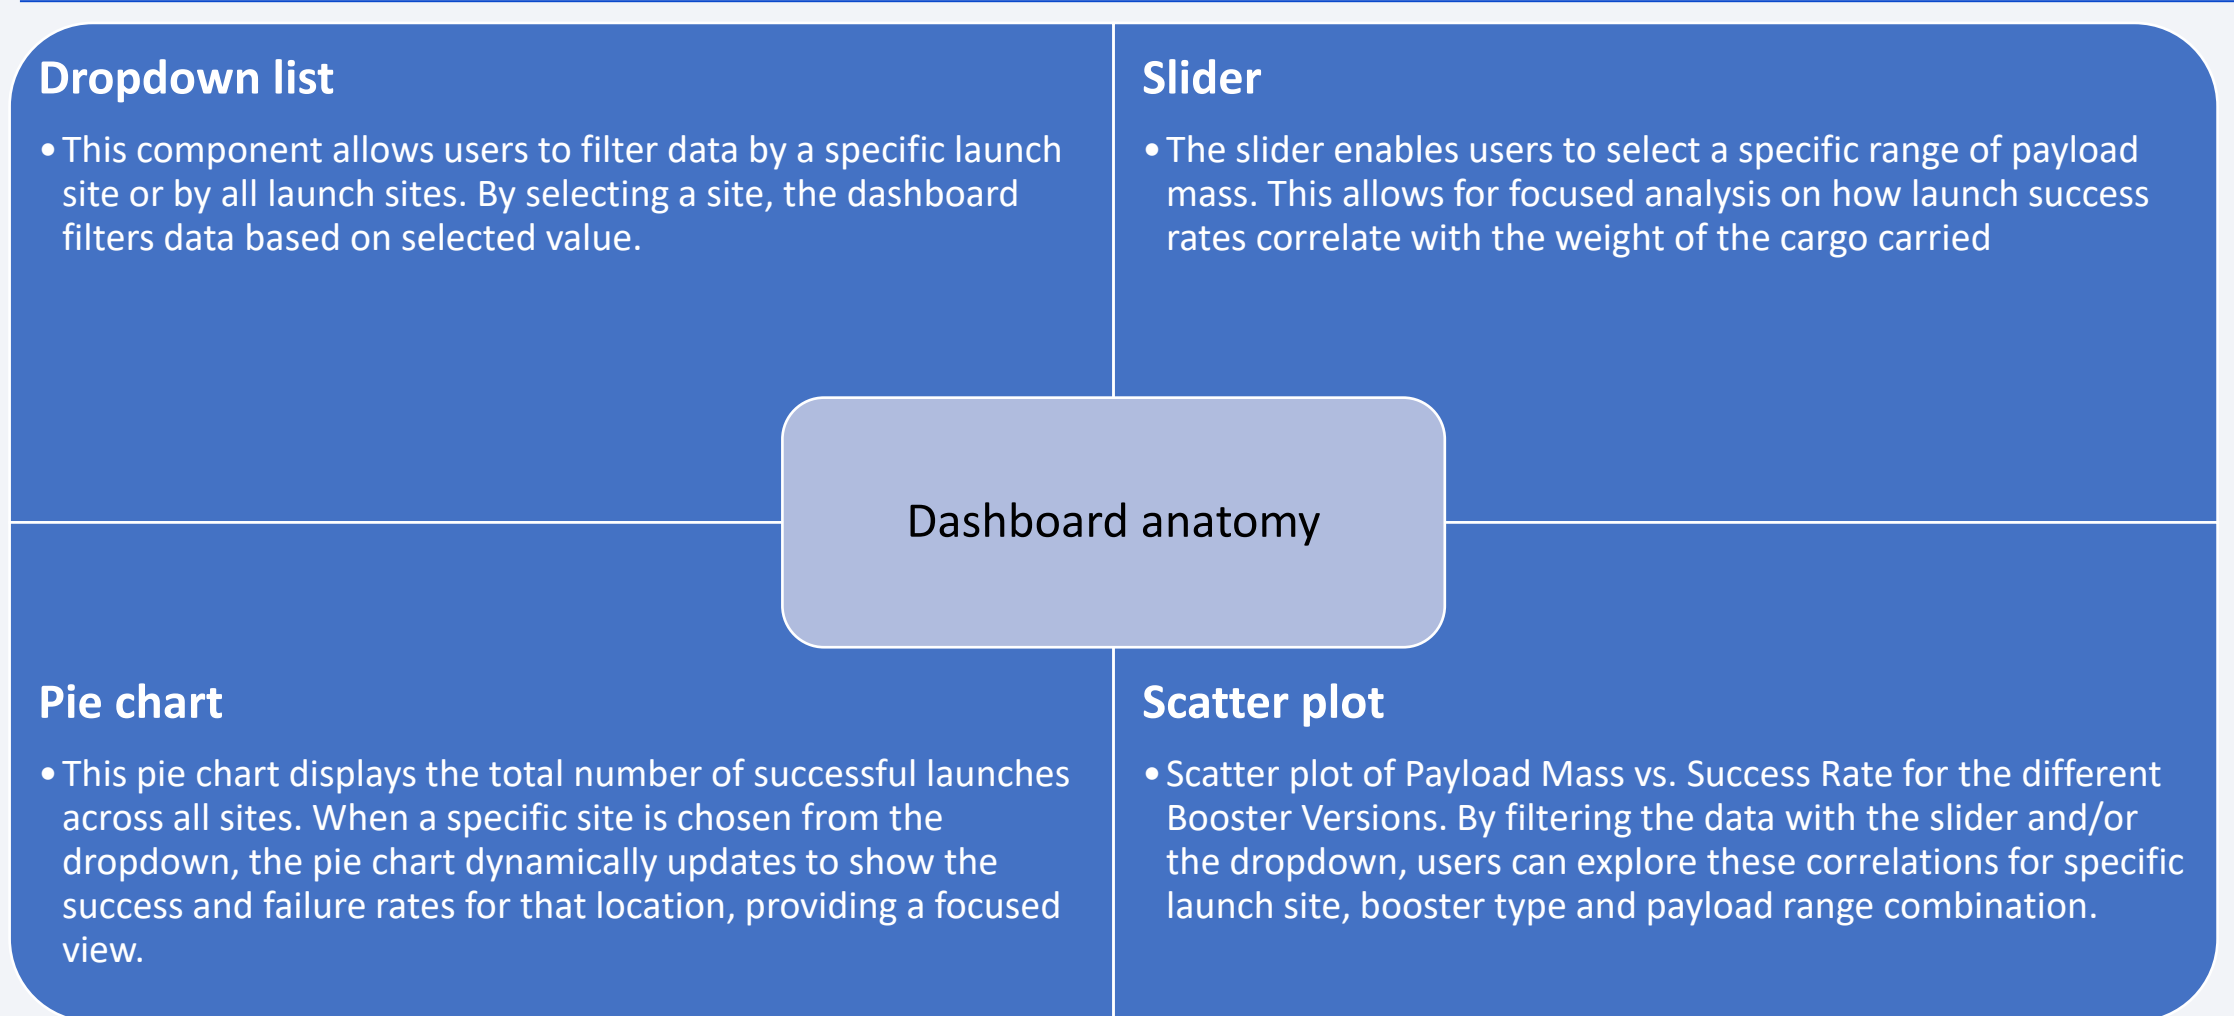 Dropdown list
• This component allows users to filter data by a specific launch
site or by all launch sites. By selecting a site, the dashboard
filters data based on selected value.
Slider
• The slider enables users to select a specific range of payload
mass. This allows for focused analysis on how launch success
rates correlate with the weight of the cargo carried
Dashboard anatomy
Pie chart
• This pie chart displays the total number of successful launches
across all sites. When a specific site is chosen from the
dropdown, the pie chart dynamically updates to show the
success and failure rates for that location, providing a focused
view.
Scatter plot
• Scatter plot of Payload Mass vs. Success Rate for the different
Booster Versions. By filtering the data with the slider and/or
the dropdown, users can explore these correlations for specific
launch site, booster type and payload range combination.